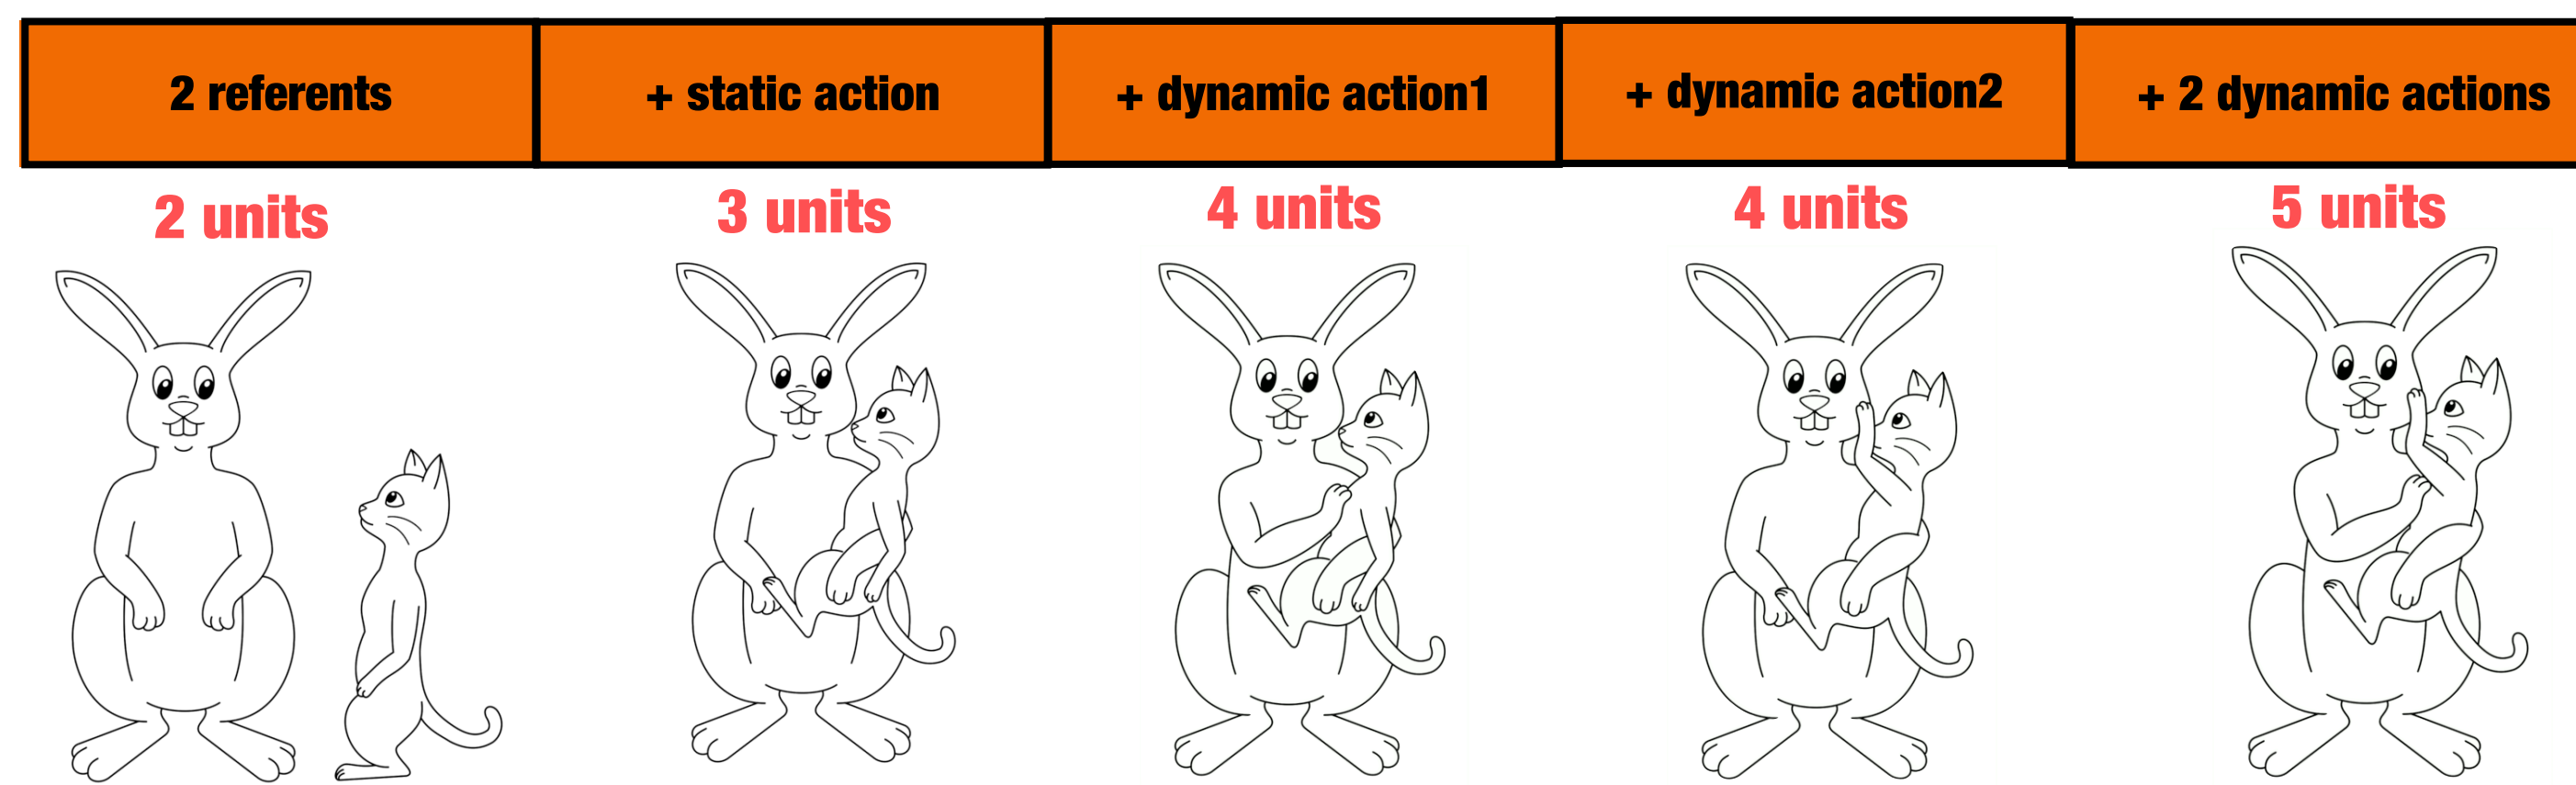 2 referents
+ static action
+ dynamic action1
+ dynamic action2
+ 2 dynamic actions
2 units
3 units
4 units
4 units
5 units